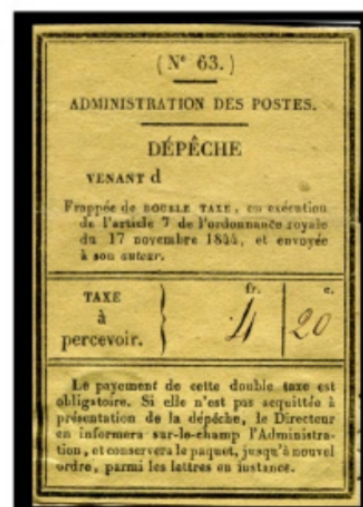 (N° 63.)
ADMINISTRATION DES POSTES.
DÉPÊCHE
VENANT d
Frappée de DOUBLE TAXE, en exécution
de l'article 7 de l'ordonnance royale
du 17 novembre 1844, et envoyée
à son auteur.
TAXE
à
percevoir.
fr. c.
4 20
Le payement de cette double taxe est
obligatoire. Si elle n'est pas acquittée à
présentation de la dépêche, le Directeur
en informera sur-le-champ l'Administra-
tion, et conservera le paquet, jusqu'à nouvel
ordre, parmi les lettres en instance.